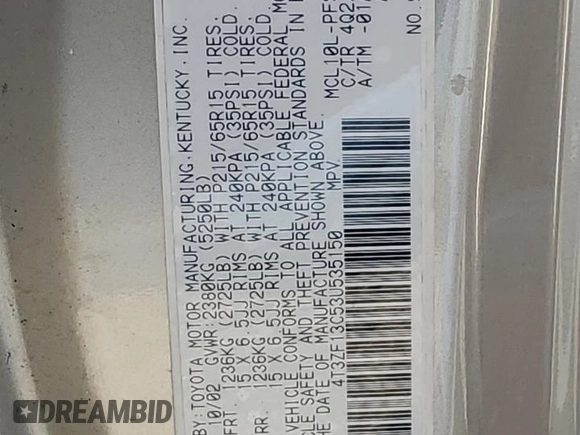 BY: TOYOTA MOTOR MANUFACTURING. KENTUCKY, INC.
10/02 GVWR: 2380KG (5250LB)
FRT. 1236KG (2725LB) WITH P215/65R15 TIRES.
15 X 6.5JJ RIMS AT 240KPA (35PSI) COLD.
RR. 1236KG (2725LB) WITH P215/65R15 TIRES.
15 X 6.5JJ RIMS AT 240KPA (35PSI) COLD.
VEHICLE CONFORMS TO ALL APPLICABLE FEDERAL
SAFETY AND THEFT PREVENTION STANDARDS IN
THE DATE OF MANUFACTURE SHOWN ABOVE.
4T3ZF13C53U535150 MPV.
MCL10L-PFS
C/TR 4Q2
A/TM -01
NO.
DREAMBID